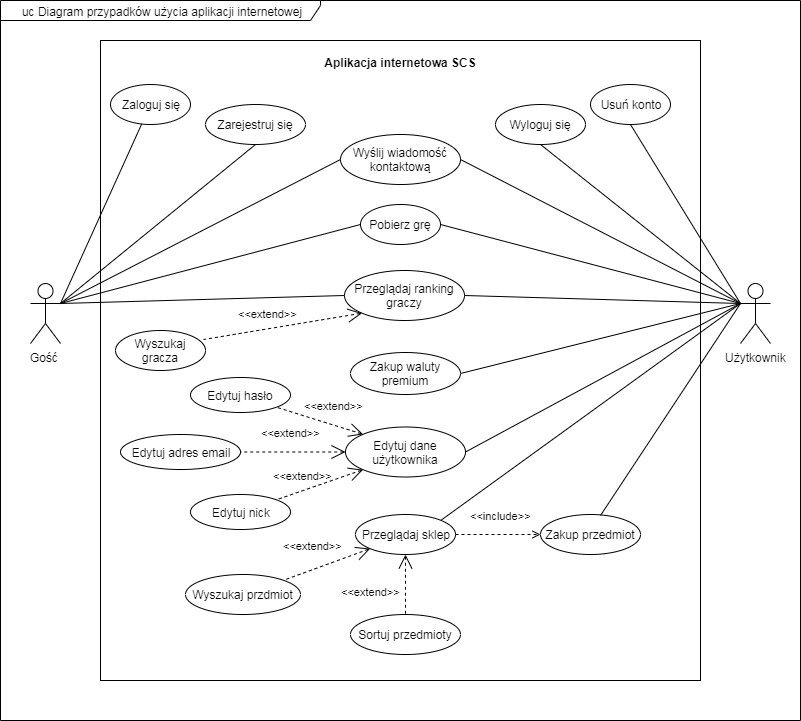 uc Diagram przypadków użycia aplikacji internetowej
Aplikacja internetowa SCS
Zaloguj się
Zarejestruj się
Wyślij wiadomość
kontaktową
Wyloguj się
Usuń konto
Pobierz grę
Przeglądaj ranking
graczy
<<extend>>
Wyszukaj
gracza
Gość
Użytkownik
Zakup waluty
premium
Edytuj hasło
<<extend>>
Edytuj adres email
<<extend>>
Edytuj dane
użytkownika
<<extend>>
Edytuj nick
Przeglądaj sklep
<<include>>
Zakup przedmiot
<<extend>>
Wyszukaj przdmiot
<<extend>>
Sortuj przedmioty